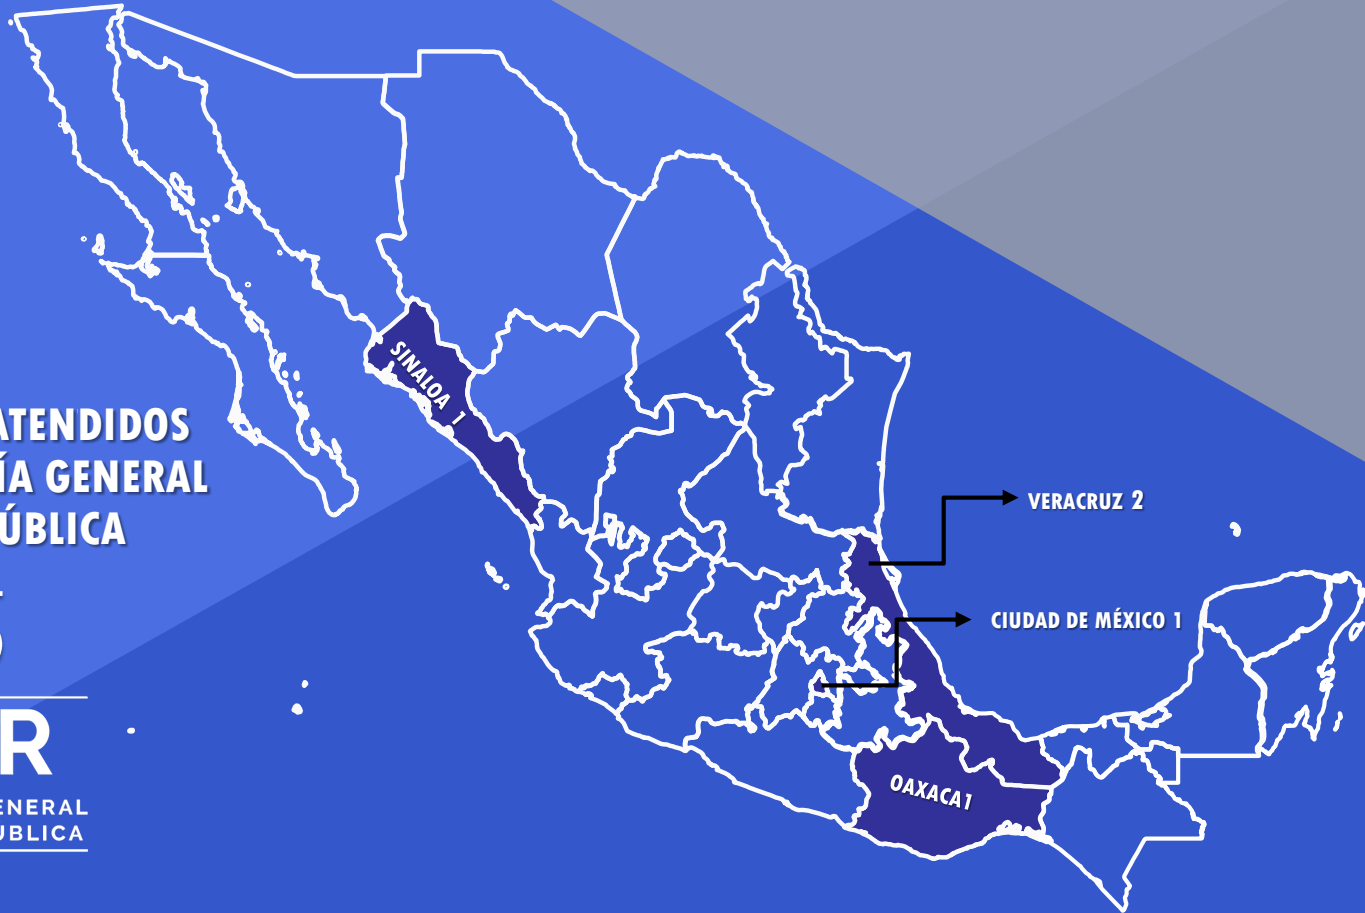 ATENDIDOS
ÍA GENERAL
ÚBLICA
R
ENERAL
ÚBLICA
SINALOA 1
VERACRUZ 2
CIUDAD DE MÉXICO 1
OAXACA1